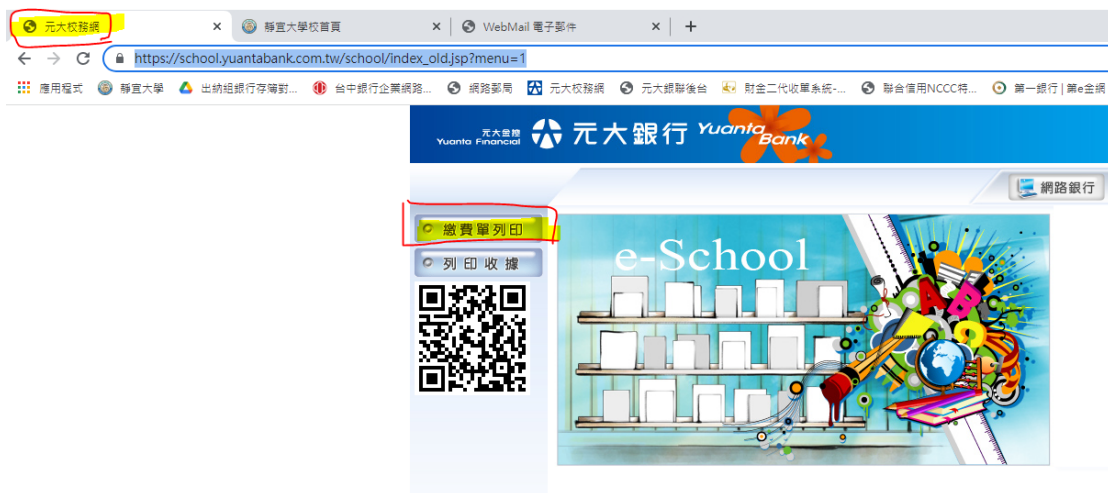 元大校務網
靜宜大學校首頁
WebMail 電子郵件
https://school.yuantabank.com.tw/school/index_old.jsp?menu=1
應用程式 靜宜大學 出納組銀行存簿對... 台中銀行企業網路... 網路郵局 元大校務網 元大銀聯後台 財金二代收單系統-... 聯合信用NCCC特... 第一銀行 | 第e金網
元大金控
Yuanta Financial
元大銀行 Yuanta Bank
網路銀行
繳費單列印
列印收據
e-School
A B